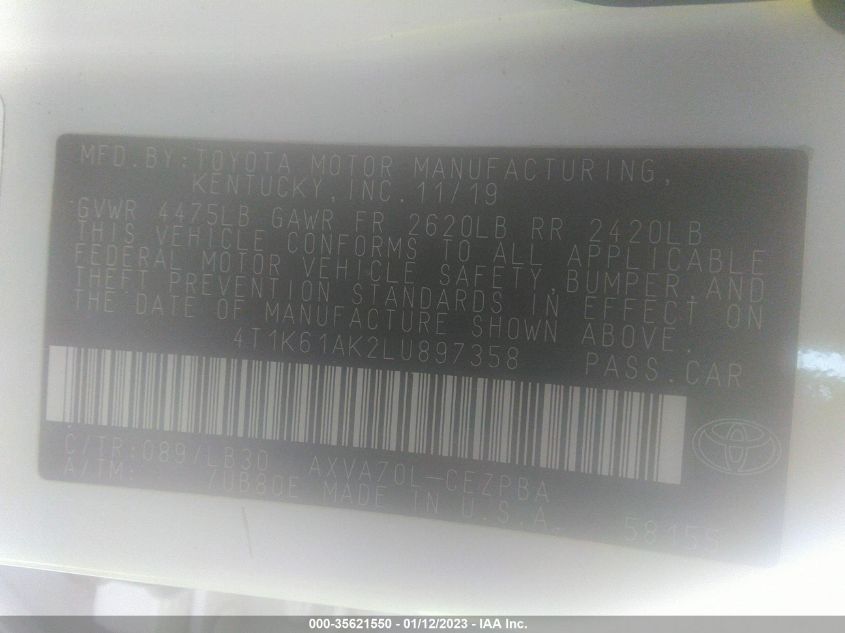 MFD.BY:TOYOTA MOTOR MANUFACTURING,
KENTUCKY,INC.11/19
GVWR 4475LB GAWR FR 2620LB RR 2420LB
THIS VEHICLE CONFORMS TO ALL APPLICABLE
FEDERAL MOTOR VEHICLE SAFETY,BUMPER,AND
THEFT PREVENTION STANDARDS IN EFFECT ON
THE DATE OF MANUFACTURE SHOWN ABOVE.
4T1K61AK2LU897358 PASS.CAR
C/TR:089/LB30 AXVA70L-CEZPBA
A/TM: /UB80E MADE IN U.S.A.
000-35621550 - 01/12/2023 - IAA Inc.